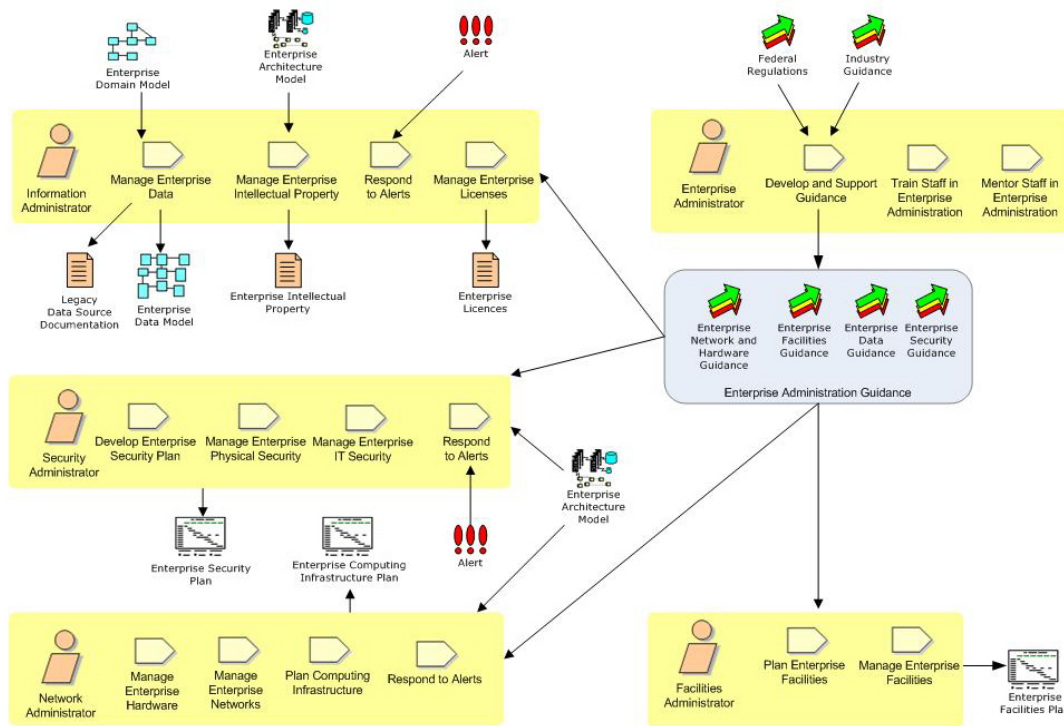 Enterprise
Domain Model
Enterprise
Architecture
Model
Alert
Federal
Regulations
Industry
Guidance
Information
Administrator
Manage Enterprise
Data
Manage Enterprise
Intellectual Property
Respond
to Alerts
Manage Enterprise
Licenses
Enterprise
Administrator
Develop and Support
Guidance
Train Staff in
Enterprise
Administration
Mentor Staff in
Enterprise
Administration
Legacy
Data Source
Documentation
Enterprise
Data Model
Enterprise Intellectual
Property
Enterprise
Licences
Enterprise
Network and
Hardware
Guidance
Enterprise
Facilities
Guidance
Enterprise
Data
Guidance
Enterprise
Security
Guidance
Enterprise Administration Guidance
Security
Administrator
Develop Enterprise
Security Plan
Manage Enterprise
Physical Security
Manage Enterprise
IT Security
Respond
to Alerts
Enterprise
Architecture
Model
Enterprise Security
Plan
Enterprise Computing
Infrastructure Plan
Alert
Network
Administrator
Manage
Enterprise
Hardware
Manage
Enterprise
Networks
Plan Computing
Infrastructure
Respond to Alerts
Facilities
Administrator
Plan Enterprise
Facilities
Manage Enterprise
Facilities
Enterprise
Facilities Pla